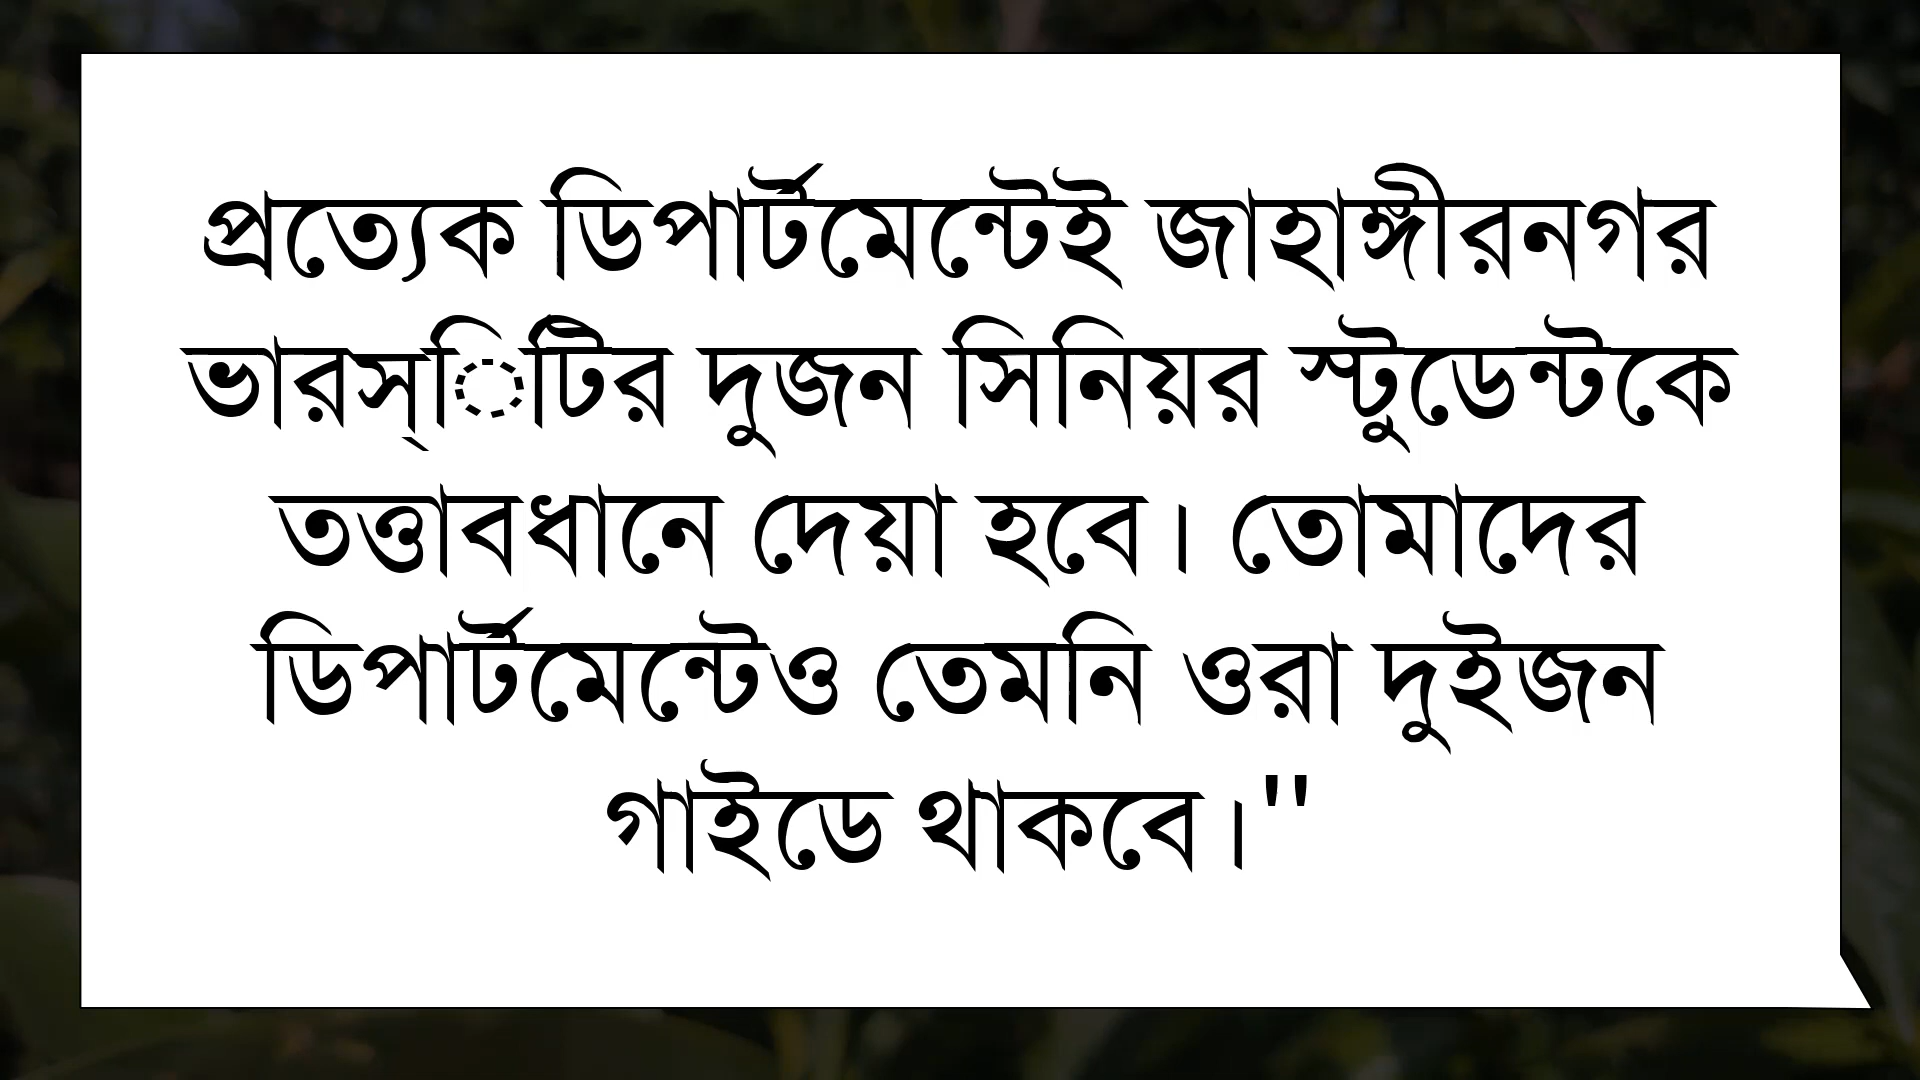 প্রত্যেক ডিপার্টমেন্টেই জাহাঙ্গীরনগর
ভারস্‌িটির দুজন সিনিয়র স্টুডেন্টকে
তত্তাবধানে দেয়া হবে। তোমাদের
ডিপার্টমেন্টেও তেমনি ওরা দুইজন
গাইডে থাকবে।''